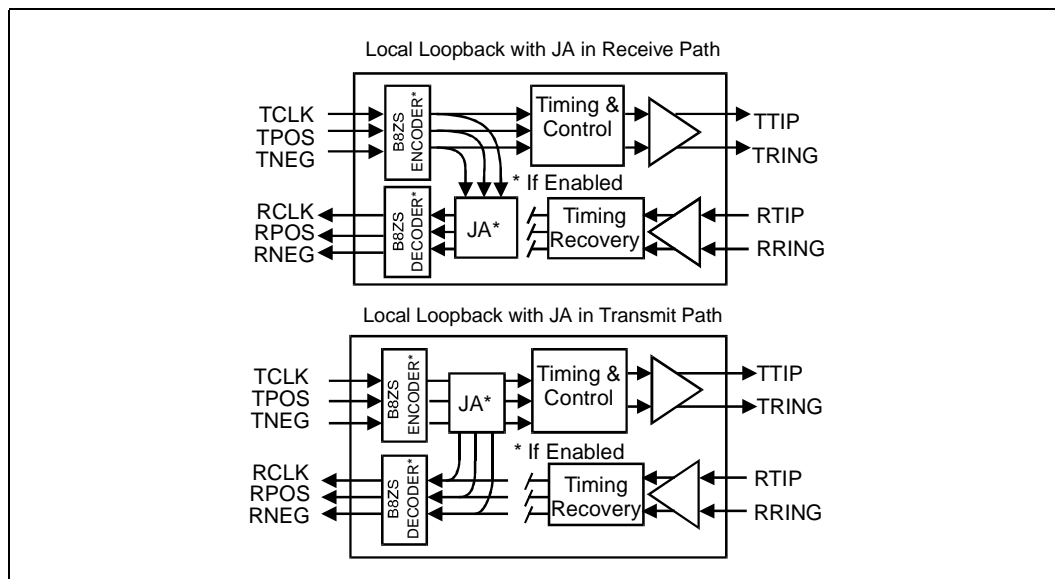 Local Loopback with JA in Receive Path
TCLK
TPOS
TNEG
B8ZS
ENCODER*
Timing &
Control
TTIP
TRING
* If Enabled
RCLK
RPOS
RNEG
B8ZS
DECODER*
JA*
Timing
Recovery
RTIP
RRING
Local Loopback with JA in Transmit Path
TCLK
TPOS
TNEG
B8ZS
ENCODER*
JA*
Timing &
Control
TTIP
TRING
* If Enabled
RCLK
RPOS
RNEG
B8ZS
DECODER*
Timing
Recovery
RTIP
RRING